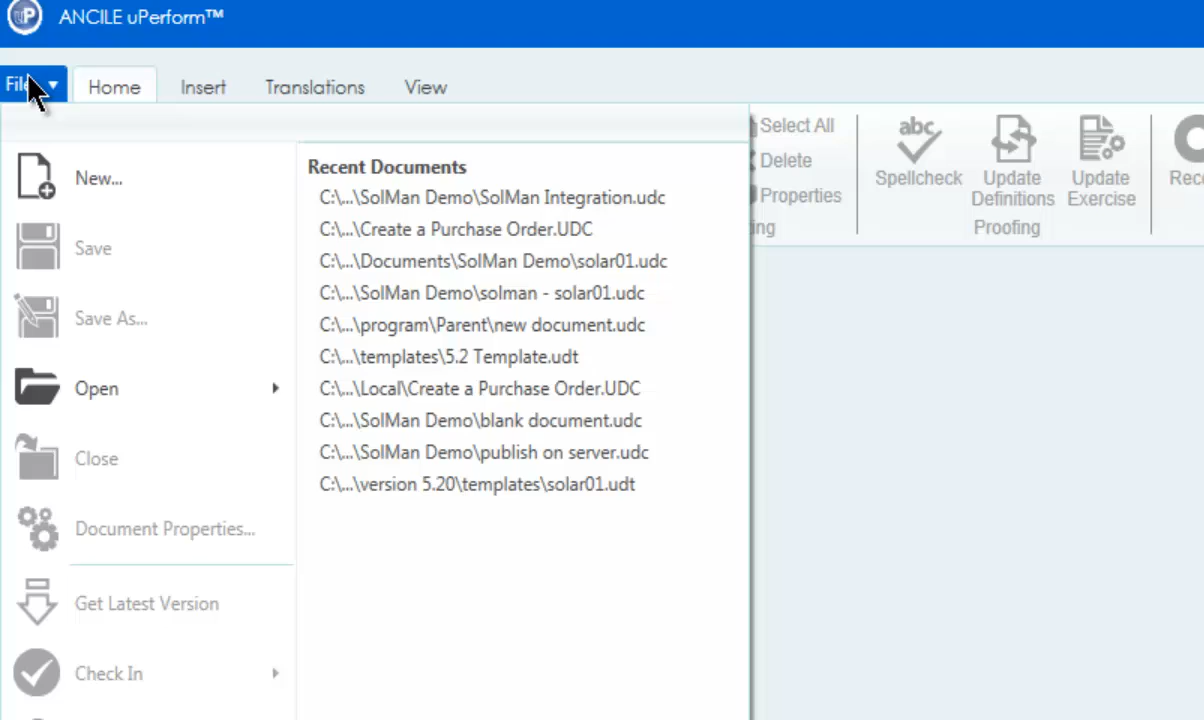 uP
ANCILE uPerform™
File
Home
Insert
Translations
View
New...
Save
Save As...
Open
Close
Document Properties...
Get Latest Version
Check In
Recent Documents
C:\...\SolMan Demo\SolMan Integration.udc
C:\...\Create a Purchase Order.UDC
C:\...\Documents\SolMan Demo\solar01.udc
C:\...\SolMan Demo\solman - solar01.udc
C:\...\program\Parent\new document.udc
C:\...\templates\5.2 Template.udt
C:\...\Local\Create a Purchase Order.UDC
C:\...\SolMan Demo\blank document.udc
C:\...\SolMan Demo\publish on server.udc
C:\...\version 5.20\templates\solar01.udt
Select All
Delete
Properties
abc
Spellcheck
Update
Definitions
Update
Exercise
Proofing